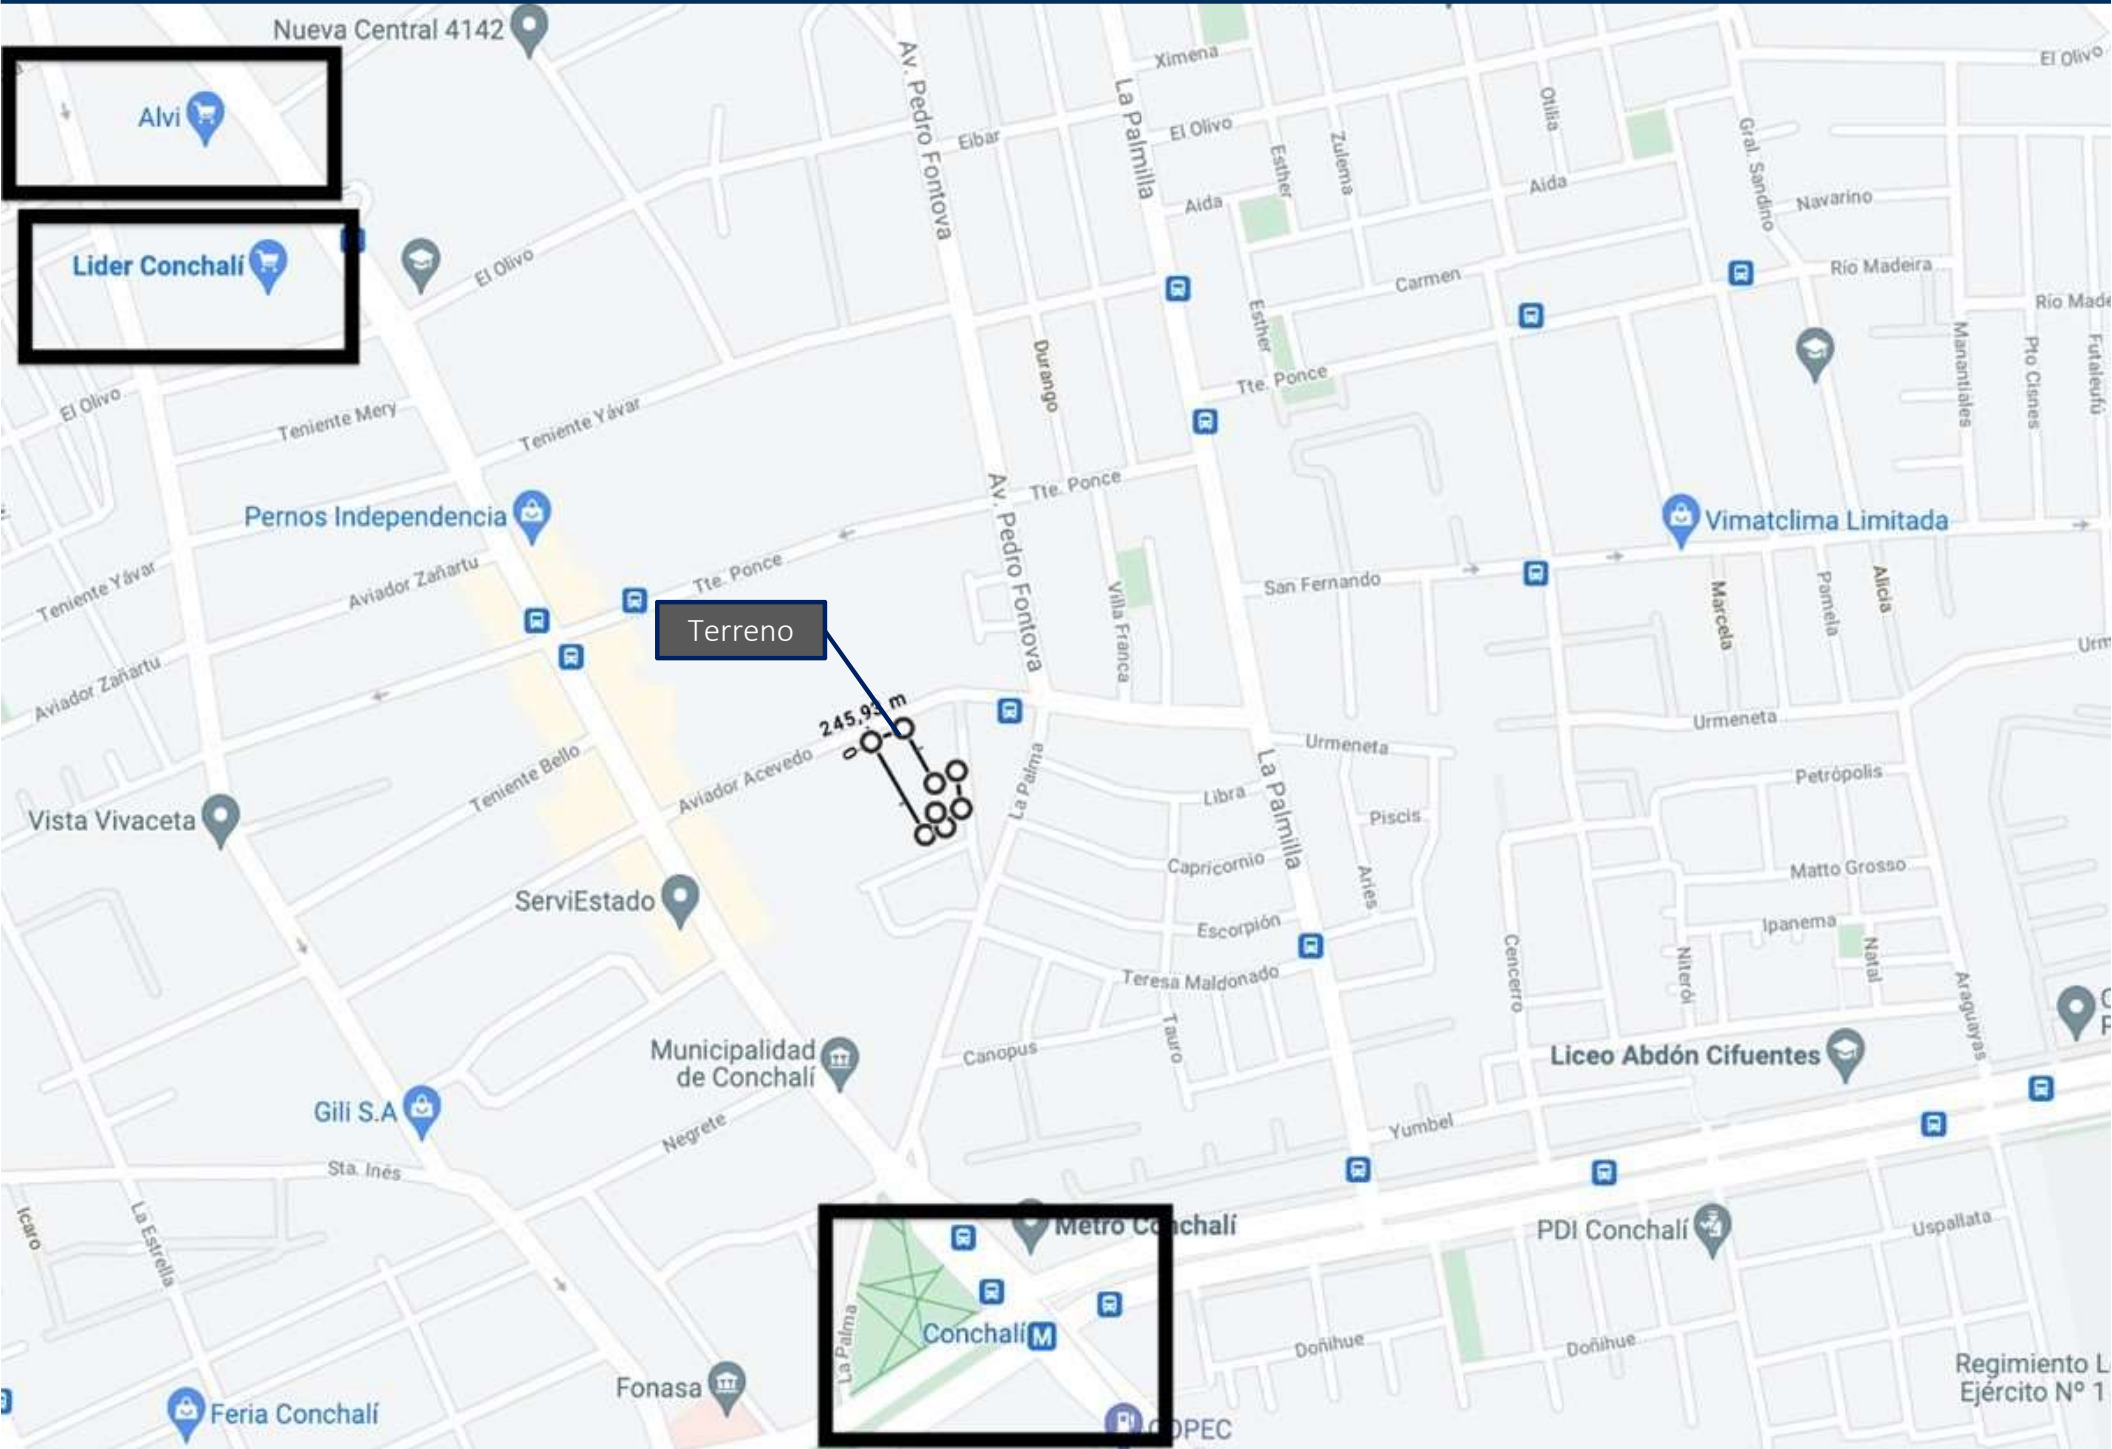 Nueva Central 4142
Av. Pedro Fontova
La Palmilla
Ximena
El Olivo
Alvi
Otilia
Gral. Sandino
Eibar
El Olivo
Esther
Zulema
Aida
Aida
Navarino
Lider Conchalí
El Olivo
Carmen
Río Madeira
Esther
Manantiales
Pto Cisnes
Futaleufú
Durango
Tte. Ponce
El Olivo
Teniente Mery
Teniente Yávar
Av. Pedro Fontova
Tte. Ponce
Pernos Independencia
Vimatclima Limitada
Teniente Yávar
Aviador Zañartu
Tte. Ponce
Villa Franca
San Fernando
Marcela
Pamela
Alicia
Terreno
Aviador Zañartu
245,93 m
0
Urmeneta
Urmeneta
Teniente Bello
Aviador Acevedo
La Palma
La Palmilla
Libra
Petrópolis
Vista Vivaceta
Piscis
Capricornio
Aries
Matto Grosso
ServiEstado
Escorpión
Cencerro
Ipanema
Niterói
Natal
Teresa Maldonado
Araguayas
Tauro
Municipalidad
de Conchalí
Canopus
Liceo Abdón Cifuentes
Gili S.A
Negrete
Yumbel
Sta. Inés
Icaro
La Estrella
Metro Conchalí
PDI Conchalí
Uspallata
La Palma
Conchalí M
Doñihue
Doñihue
Fonasa
Regimiento
Ejército Nº 1
Feria Conchalí
COPEC